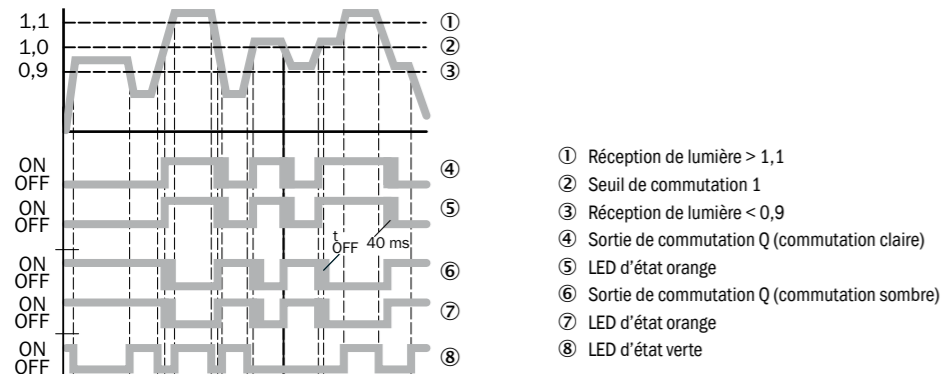 1,1
1,0
0,9
①
②
③
ON
OFF
④
ON
OFF
⑤
t
OFF 40 ms
ON
OFF
⑥
ON
OFF
⑦
ON
OFF
⑧
① Réception de lumière > 1,1
② Seuil de commutation 1
③ Réception de lumière < 0,9
④ Sortie de commutation Q (commutation claire)
⑤ LED d’état orange
⑥ Sortie de commutation Q (commutation sombre)
⑦ LED d’état orange
⑧ LED d’état verte